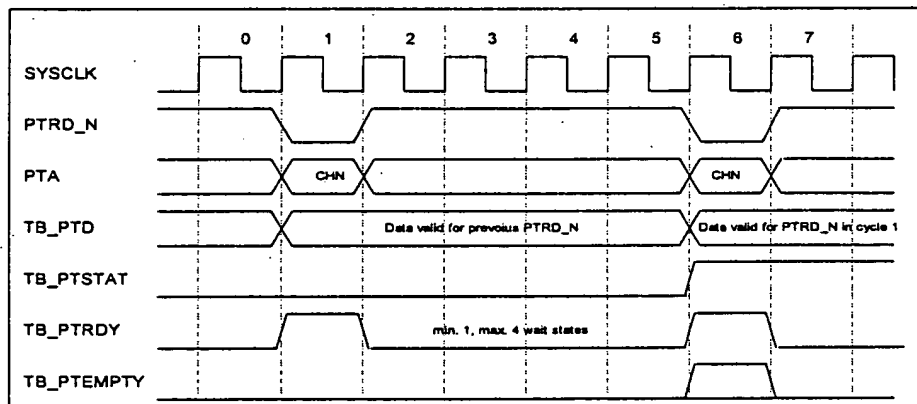 0 1 2 3 4 5 6 7
SYSCLK
PTRD_N
PTA CHN CHN
TB_PTD Data valid for prevoius PTRD_N Data valid for PTRD_N in cycle 1
TB_PTSTAT
TB_PTRDY min. 1, max. 4 wait states
TB_PTEMPTY